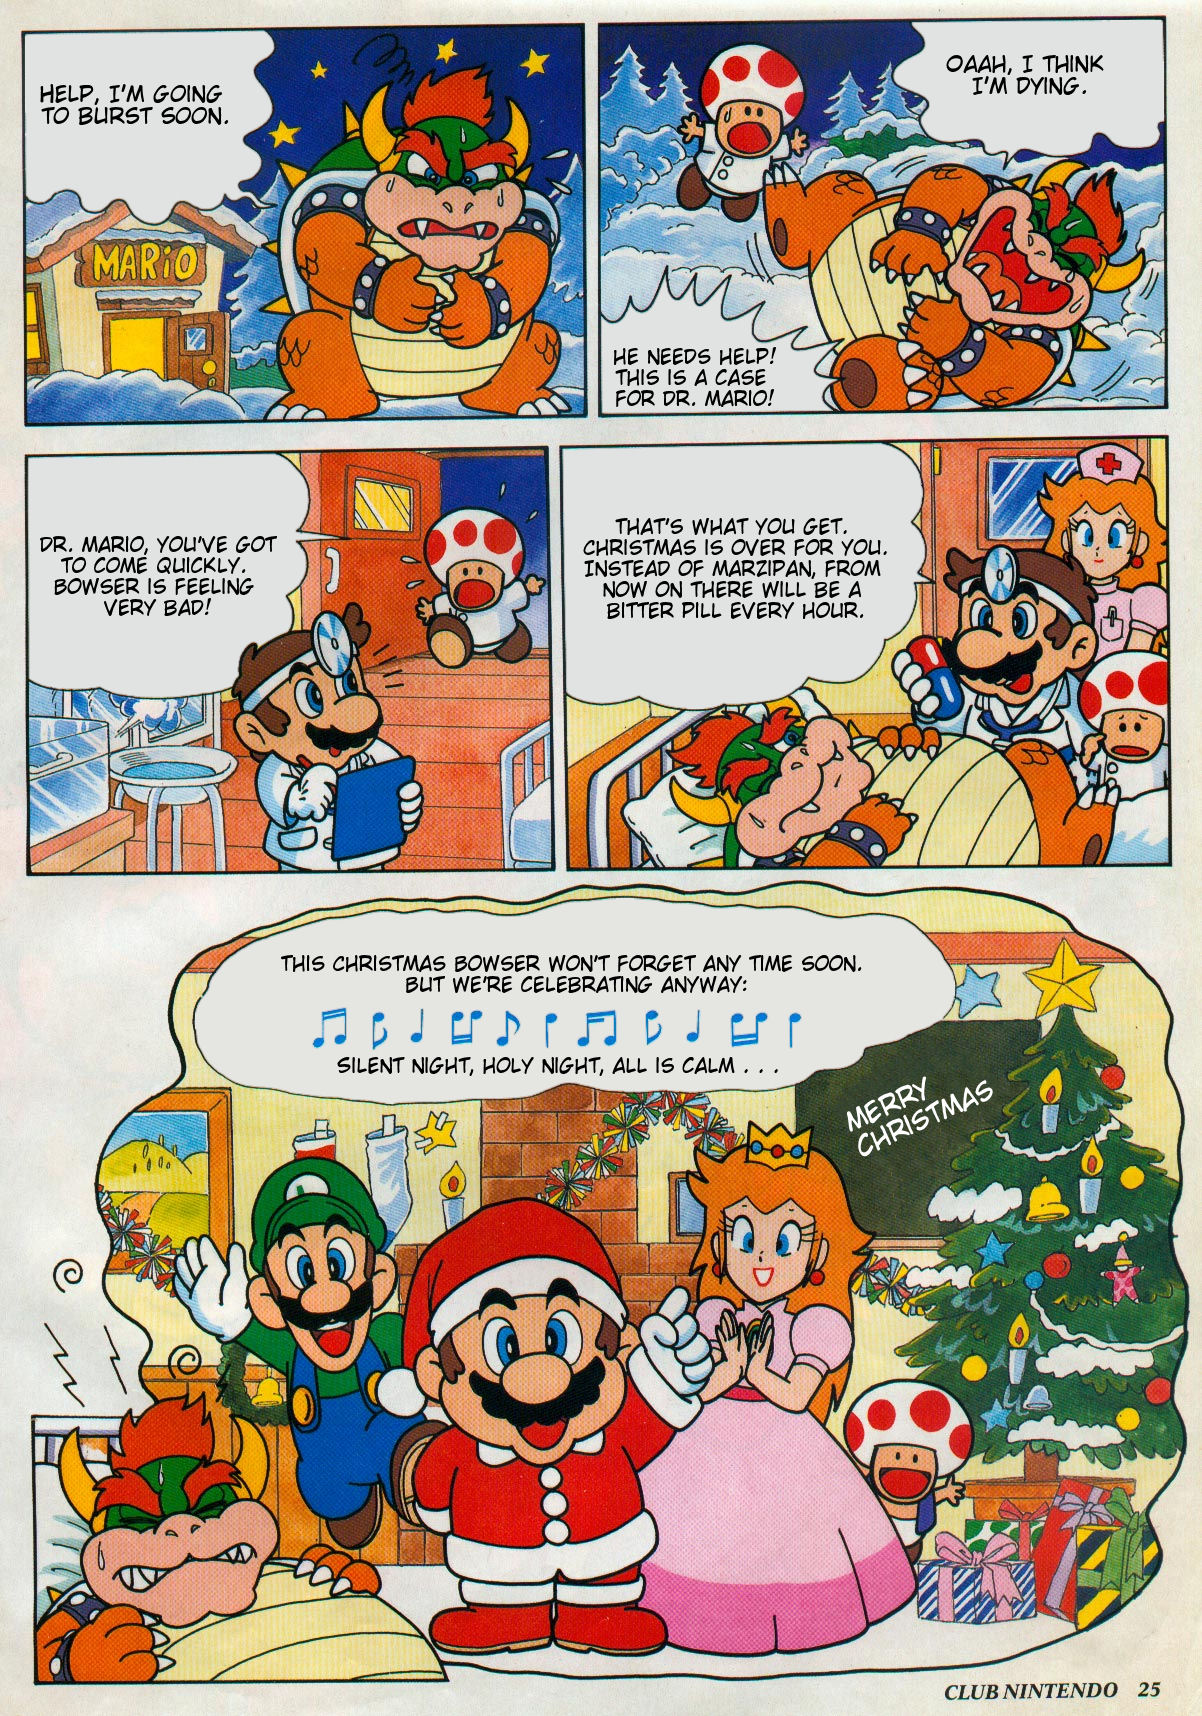 HELP, I'M GOING
TO BURST SOON.
MARIO
OAAH, I THINK
I'M DYING.
HE NEEDS HELP!
THIS IS A CASE
FOR DR. MARIO!
DR. MARIO, YOU'VE GOT
TO COME QUICKLY.
BOWSER IS FEELING
VERY BAD!
THAT'S WHAT YOU GET.
CHRISTMAS IS OVER FOR YOU.
INSTEAD OF MARZIPAN, FROM
NOW ON THERE WILL BE A
BITTER PILL EVERY HOUR.
THIS CHRISTMAS BOWSER WON'T FORGET ANY TIME SOON.
BUT WE'RE CELEBRATING ANYWAY:
SILENT NIGHT, HOLY NIGHT, ALL IS CALM . . .
MERRY
CHRISTMAS
L
CLUB NINTENDO 25